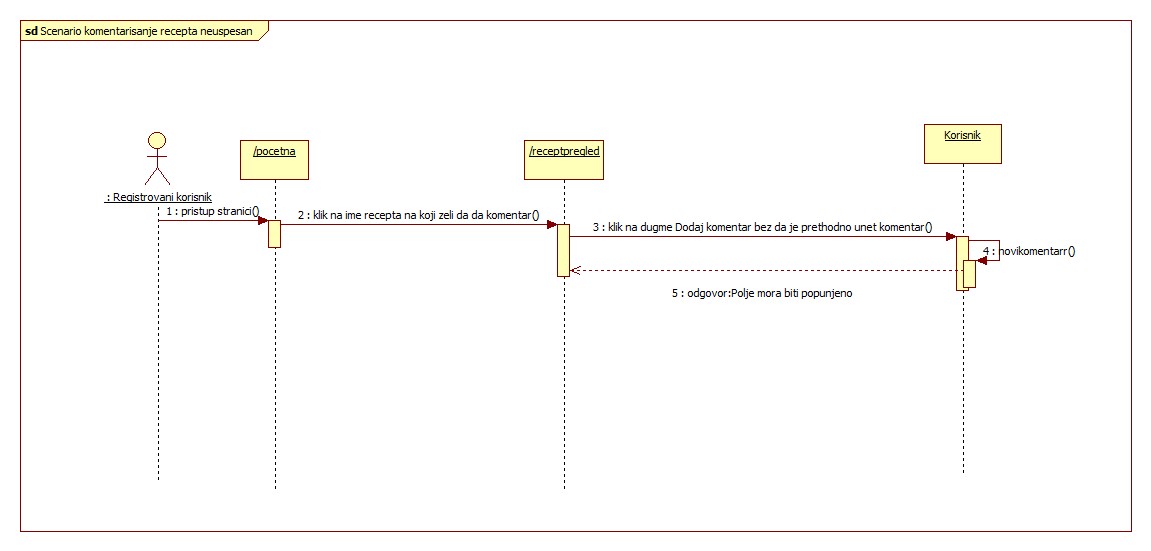 sd Scenario komentarisanje recepta neuspesan
Korisnik
/pocetna
/receptpregled
: Registrovani korisnik
1 : pristup stranici()
2 : klik na ime recepta na koji zeli da da komentar()
3 : klik na dugme Dodaj komentar bez da je prethodno unet komentar()
4 : novikomentarr()
5 : odgovor:Polje mora biti popunjeno